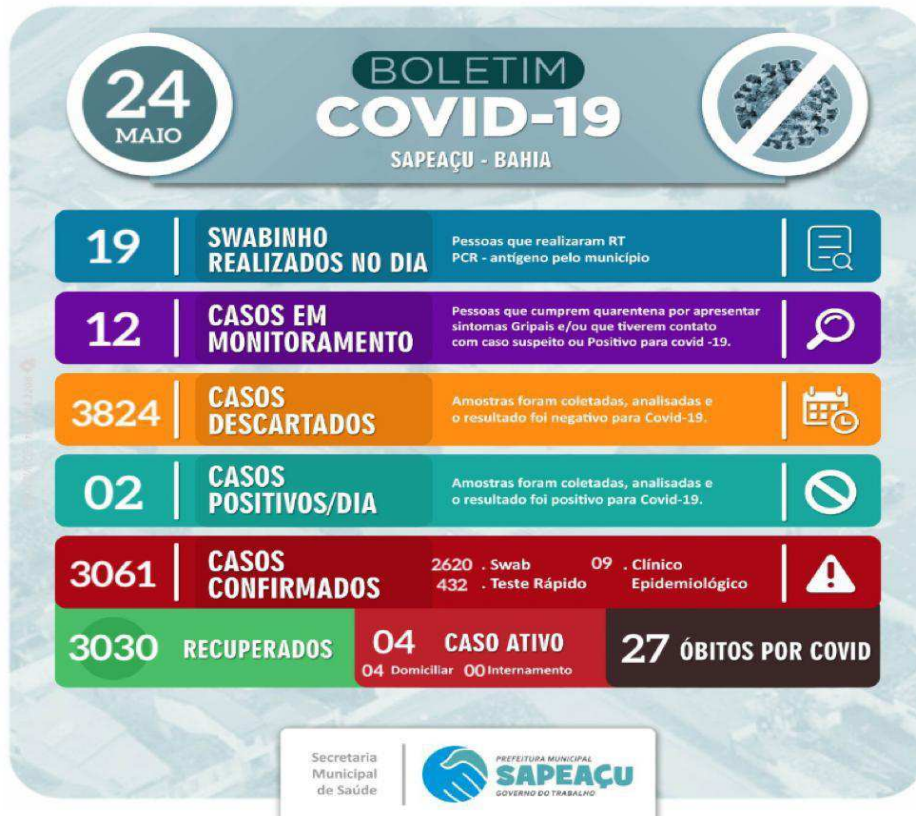 24
MAIO
BOLETIM
COVID-19
SAPEAÇU - BAHIA
19
SWABINHO
REALIZADOS NO DIA
Pessoas que realizaram RT
PCR - antígeno pelo município
12
CASOS EM
MONITORAMENTO
Pessoas que cumprem quarentena por apresentar
sintomas Gripais e/ou que tiverem contato
com caso suspeito ou Positivo para covid -19.
3824
CASOS
DESCARTADOS
Amostras foram coletadas, analisadas e
o resultado foi negativo para Covid-19.
02
CASOS
POSITIVOS/DIA
Amostras foram coletadas, analisadas e
o resultado foi positivo para Covid-19.
3061
CASOS
CONFIRMADOS
2620 . Swab
432 . Teste Rápido
09 . Clínico
Epidemiológico
3030 RECUPERADOS
04 CASO ATIVO
04 Domiciliar 00 Internamento
27 ÓBITOS POR COVID
Secretaria
Municipal
de Saúde
PREFEITURA MUNICIPAL
SAPEAÇU
GOVERNO DO TRABALHO